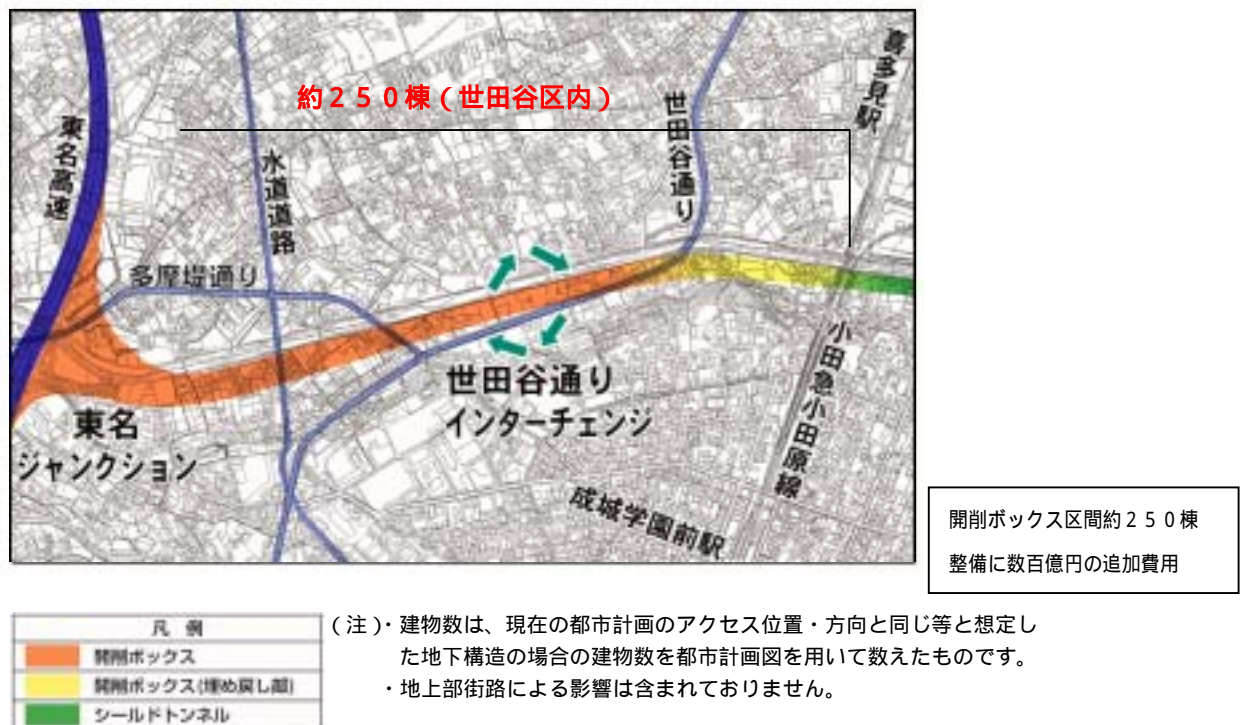 約２５０棟（世田谷区内）
東名高速
水道道路
世田谷通り
喜多見駅
多摩堤通り
世田谷通り
インターチェンジ
東名
ジャンクション
小田急小田原線
成城学園前駅
開削ボックス区間約２５０棟
整備に数百億円の追加費用
凡 例
開削ボックス
開削ボックス(埋め戻し部)
シールドトンネル
（注）・建物数は、現在の都市計画のアクセス位置・方向と同じ等と想定し
た地下構造の場合の建物数を都市計画図を用いて数えたものです。
・地上部街路による影響は含まれておりません。